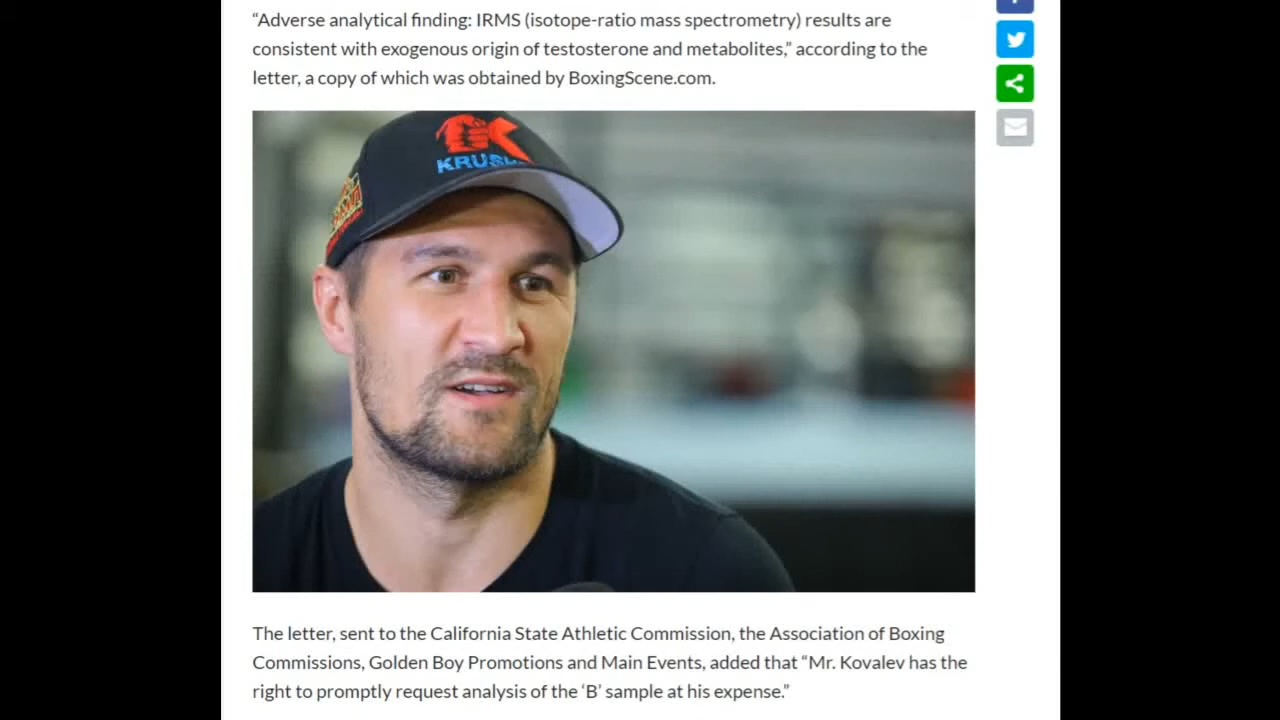 “Adverse analytical finding: IRMS (isotope-ratio mass spectrometry) results are
consistent with exogenous origin of testosterone and metabolites,” according to the
letter, a copy of which was obtained by BoxingScene.com.
KRUSH
The letter, sent to the California State Athletic Commission, the Association of Boxing
Commissions, Golden Boy Promotions and Main Events, added that “Mr. Kovalev has the
right to promptly request analysis of the ‘B’ sample at his expense.”